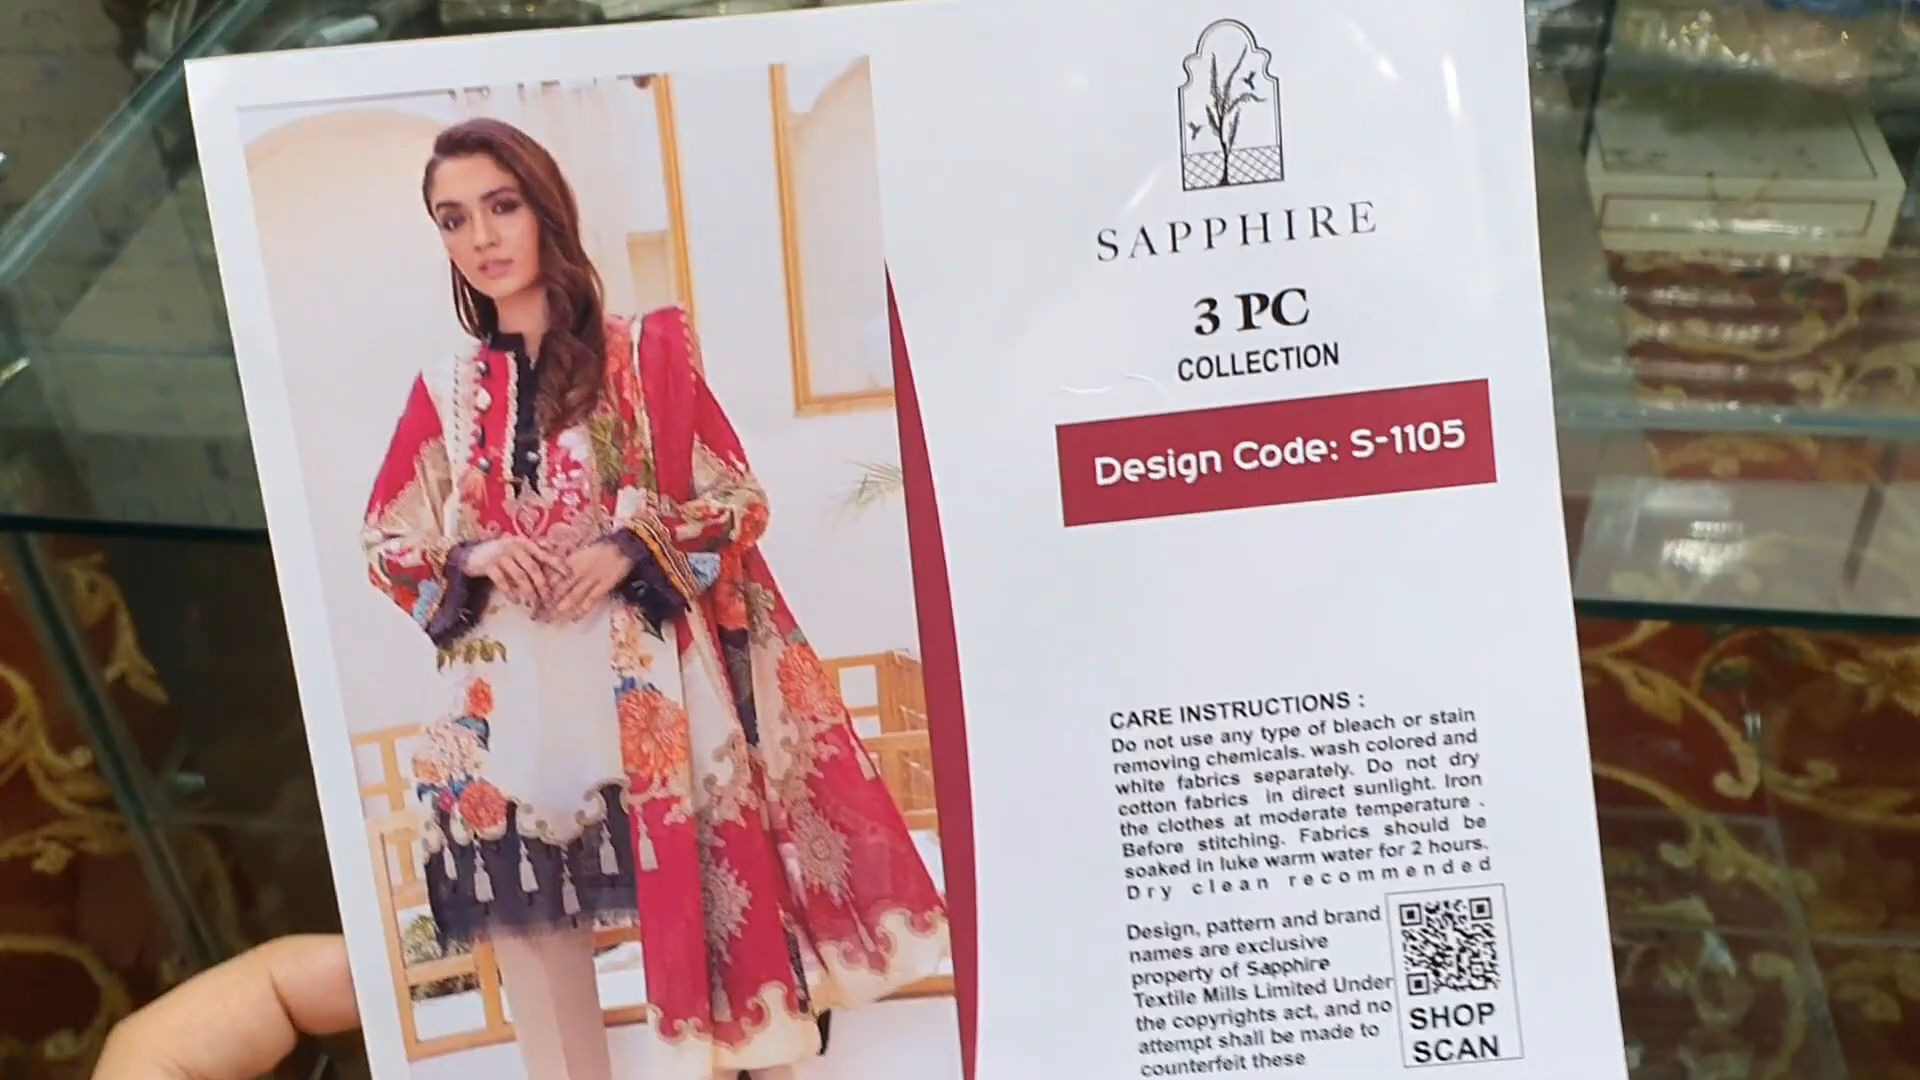 SAPPHIRE
3 PC
COLLECTION
Design Code: S-1105
CARE INSTRUCTIONS :
Do not use any type of bleach or stain
removing chemicals. wash colored and
white fabrics separately. Do not dry
cotton fabrics in direct sunlight. Iron
the clothes at moderate temperature .
Before stitching. Fabrics should be
soaked in luke warm water for 2 hours.
Dry clean recommended
Design, pattern and brand
names are exclusive
property of Sapphire
Textile Mills Limited Under
the copyrights act, and no
attempt shall be made to
counterfeit these
SHOP
SCAN